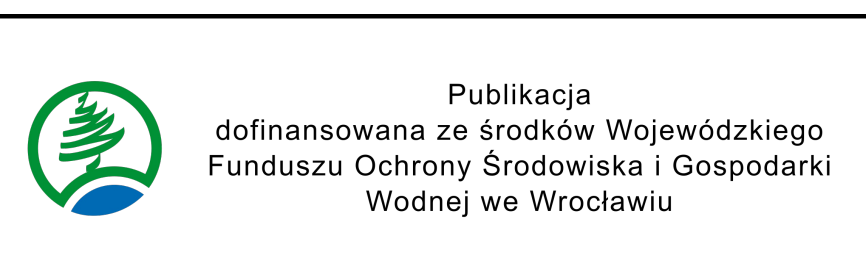 Publikacja
dofinansowana ze środków Wojewódzkiego
Funduszu Ochrony Środowiska i Gospodarki
Wodnej we Wrocławiu